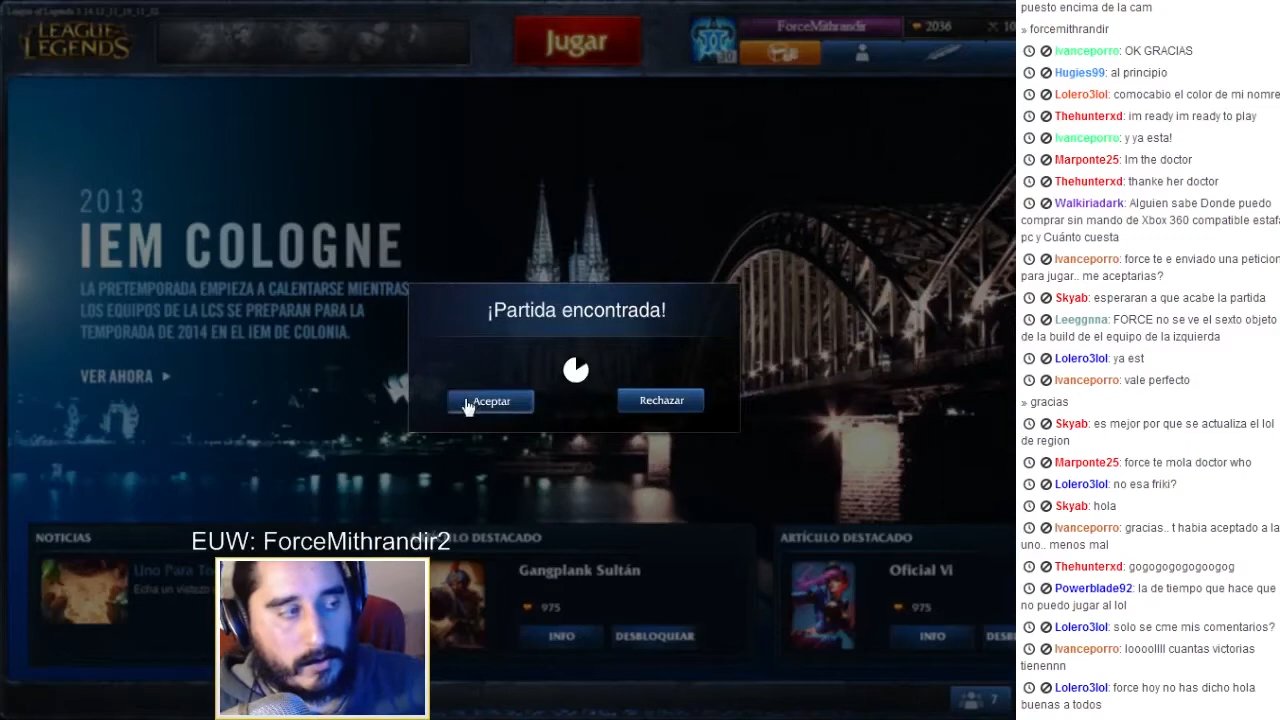 LEAGUE OF LEGENDS
Jugar
ForceMithrandir
2036
10
30
2013
IEM COLOGNE
LA PRETEMPORADA EMPIEZA A CALENTARSE MIENTRAS
LOS EQUIPOS DE LA LCS SE PREPARAN PARA LA
TEMPORADA DE 2014 EN EL IEM DE COLONIA.
VER AHORA
¡Partida encontrada!
Aceptar
Rechazar
EUW: ForceMithrandir2
NOTICIAS
Uno Para
Echa un
DESTACADO
Gangplank Sultán
975
INFO
DESBLOQUEAR
ARTÍCULO DESTACADO
Oficial Vi
975
INFO
DESB
7
puesto encima de la cam
» forcemithrandir
Ivanceporro: OK GRACIAS
Hugies99: al principio
Lolero3lol: comocabio el color de mi nomre
Thehunterxd: im ready im ready to play
Ivanceporro: y ya esta!
Marponte25: Im the doctor
Thehunterxd: thanke her doctor
Walkiriadark: Alguien sabe Donde puedo
comprar sin mando de Xbox 360 compatible estafa
pc y Cuánto cuesta
Ivanceporro: force te e enviado una peticion
para jugar.. me aceptarias?
Skyab: esperaran a que acabe la partida
Leeggnna: FORCE no se ve el sexto objeto
de la build de el equipo de la izquierda
Lolero3lol: ya est
Ivanceporro: vale perfecto
» gracias
Skyab: es mejor por que se actualiza el lol
de region
Marponte25: force te mola doctor who
Lolero3lol: no esa friki?
Skyab: hola
Ivanceporro: gracias.. t habia aceptado a la
uno.. menos mal
Thehunterxd: gogogogogogoogog
Powerblade92: la de tiempo que hace que
no puedo jugar al lol
Lolero3lol: solo se cme mis comentarios?
Ivanceporro: loooollll cuantas victorias
tienennn
Lolero3lol: force hoy no has dicho hola
buenas a todos